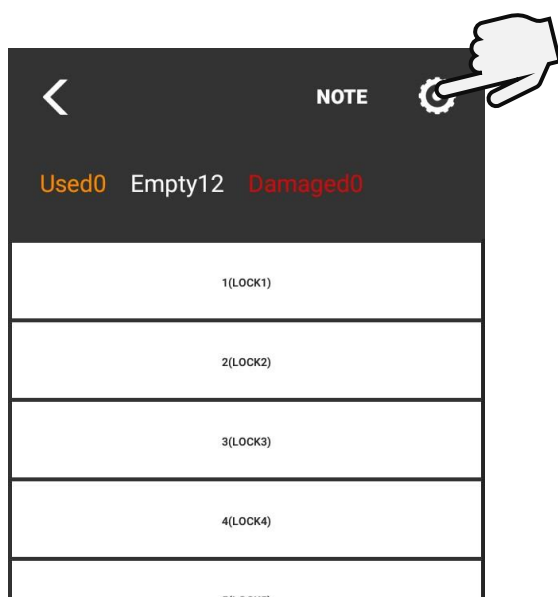 NOTE
Used0 Empty12 Damaged0
1(LOCK1)
2(LOCK2)
3(LOCK3)
4(LOCK4)